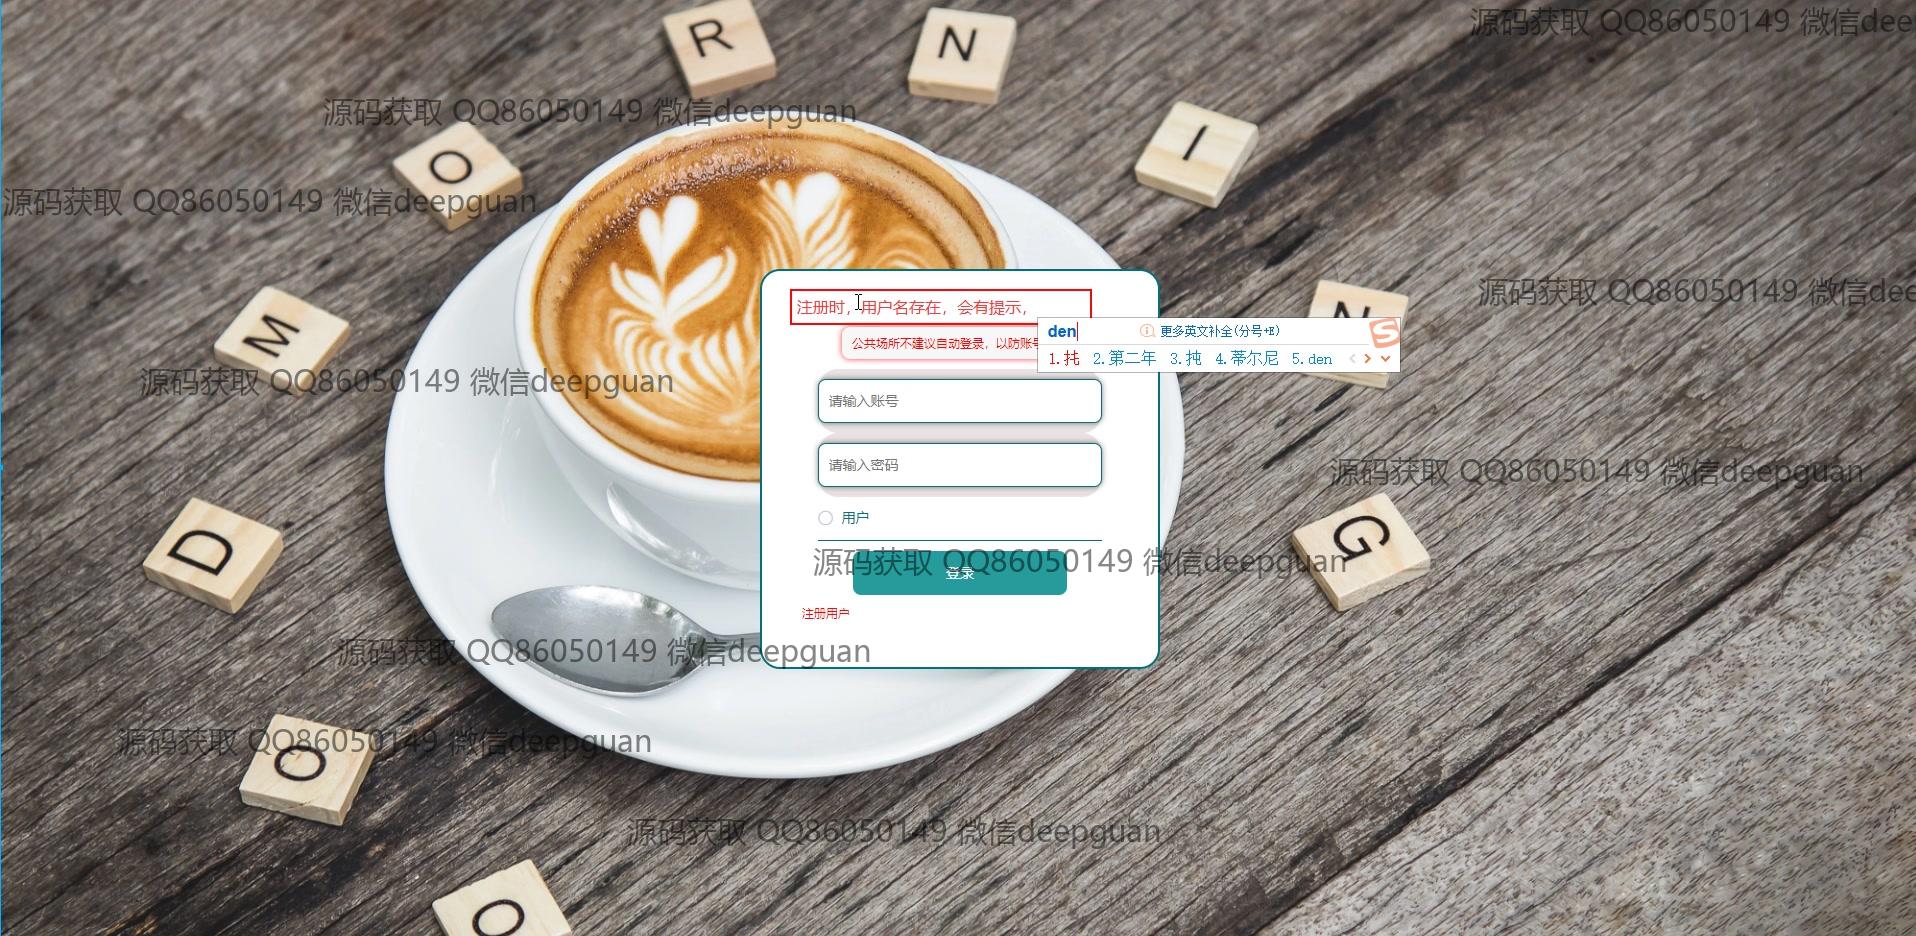 R
N
源码获取 QQ86050149 微信dee
源码获取 QQ86050149 微信deepguan
O
I
源码获取 QQ86050149 微信deepguan
注册时，用户名存在，会有提示，
源码获取 QQ86050149 微信dee
M
N
den
更多英文补全(分号+E)
公共场所不建议自动登录，以防账号
1.扥 2.第二年 3.扽 4.蒂尔尼 5.den
源码获取 QQ86050149 微信deepguan
请输入账号
请输入密码
源码获取 QQ86050149 微信deepguan
用户
D
G
源码获取 QQ86050149 微信deepguan
登录
注册用户
源码获取 QQ86050149 微信deepguan
源码获取 QQ86050149 微信deepguan
O
源码获取 QQ86050149 微信deepguan
O